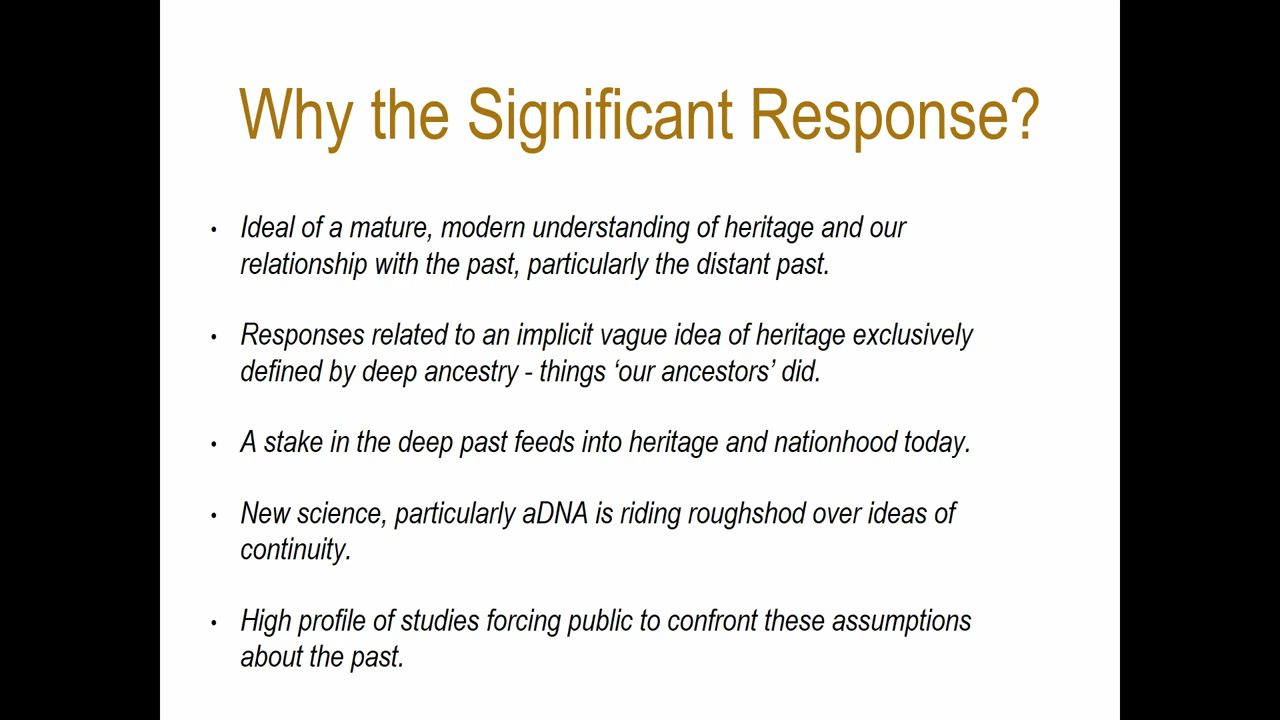 Why the Significant Response?
• Ideal of a mature, modern understanding of heritage and our
relationship with the past, particularly the distant past.
• Responses related to an implicit vague idea of heritage exclusively
defined by deep ancestry - things ‘our ancestors’ did.
• A stake in the deep past feeds into heritage and nationhood today.
• New science, particularly aDNA is riding roughshod over ideas of
continuity.
• High profile of studies forcing public to confront these assumptions
about the past.